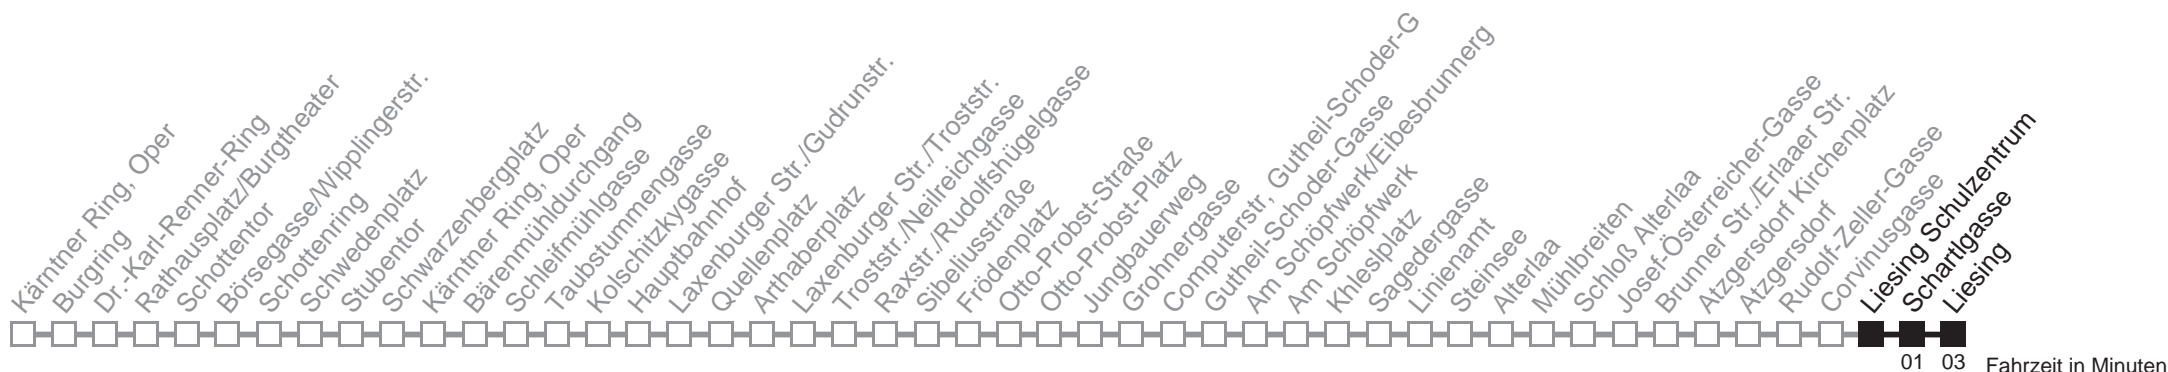 Kärntner Ring, Oper
Burgring
Dr.-Karl-Renner-Ring
Rathausplatz/Burgtheater
Schottentor
Börsegasse/Wipplingerstr.
Schottenring
Schwedenplatz
Stubentor
Schwarzenbergplatz
Kärntner Ring, Oper
Bärenmühldurchgang
Schleifmühlgasse
Taubstummengasse
Kolschitzkygasse
Hauptbahnhof
Laxenburger Str./Gudrunstr.
Quellenplatz
Arthaberplatz
Laxenburger Str./Troststr.
Troststr./Neilreichgasse
Raxstr./Rudolfshügelgasse
Sibeliusstraße
Frödenplatz
Otto-Probst-Straße
Otto-Probst-Platz
Jungbauerweg
Grohnergasse
Computerstr, Gutheil-Schoder-G
Gutheil-Schoder-Gasse
Am Schöpfwerk/Eibesbrunnerg
Am Schöpfwerk
Khleslplatz
Sagedergasse
Linienamt
Steinsee
Alterlaa
Mühlbreiten
Schloß Alterlaa
Josef-Österreicher-Gasse
Brunner Str./Erlaaer Str.
Atzgersdorf Kirchenplatz
Atzgersdorf
Rudolf-Zeller-Gasse
Corvinusgasse
Liesing Schulzentrum
Schartlgasse
Liesing
01 03 Fahrzeit in Minuten